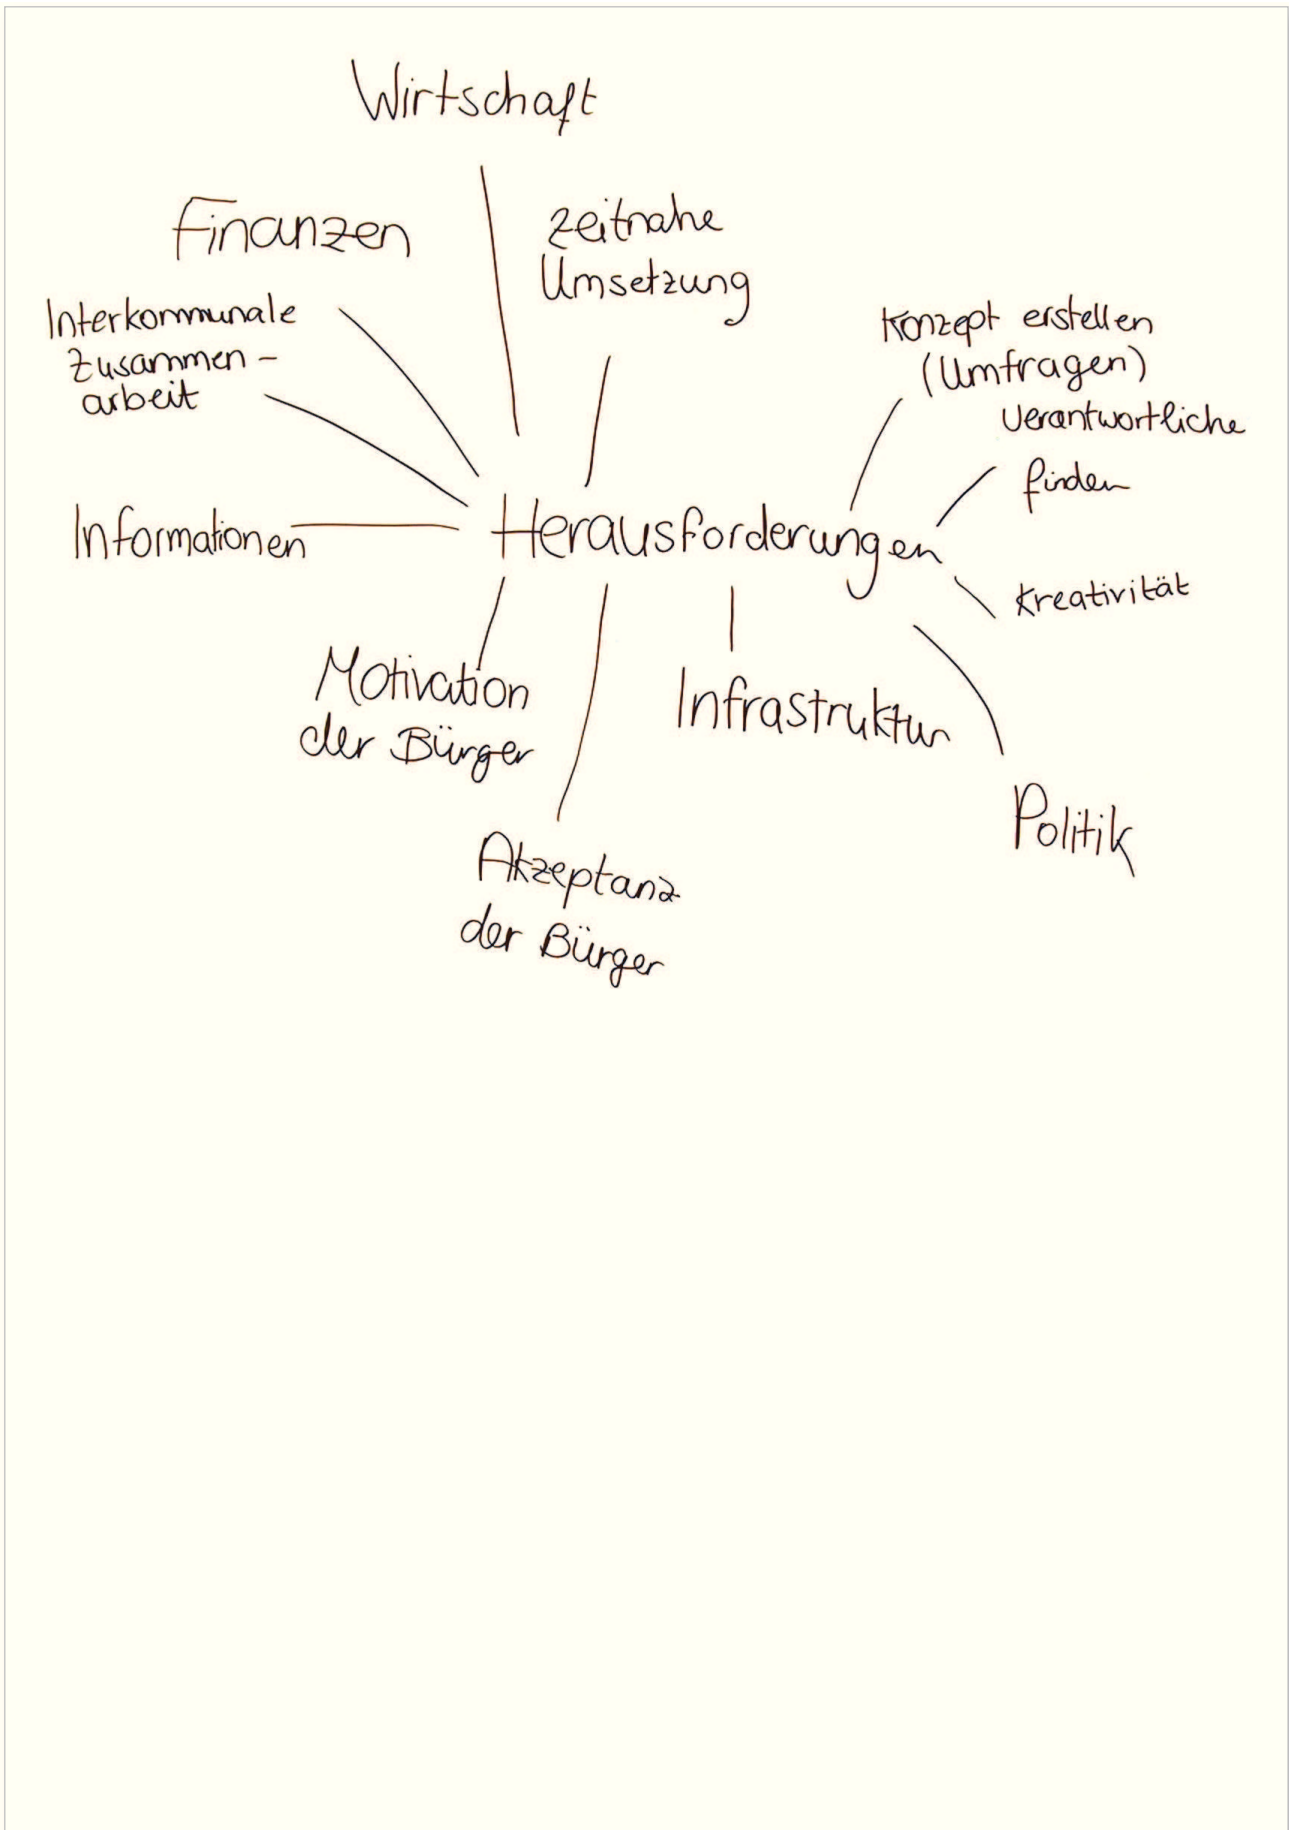 Wirtschaft
Finanzen
zeitnahe
Umsetzung
Interkommunale
Zusammen-
arbeit
Konzept erstellen
(Umfragen)
Verantwortliche
finden
Informationen
Herausforderungen
Kreativität
Motivation
der Bürger
Infrastruktur
Politik
Akzeptanz
der Bürger